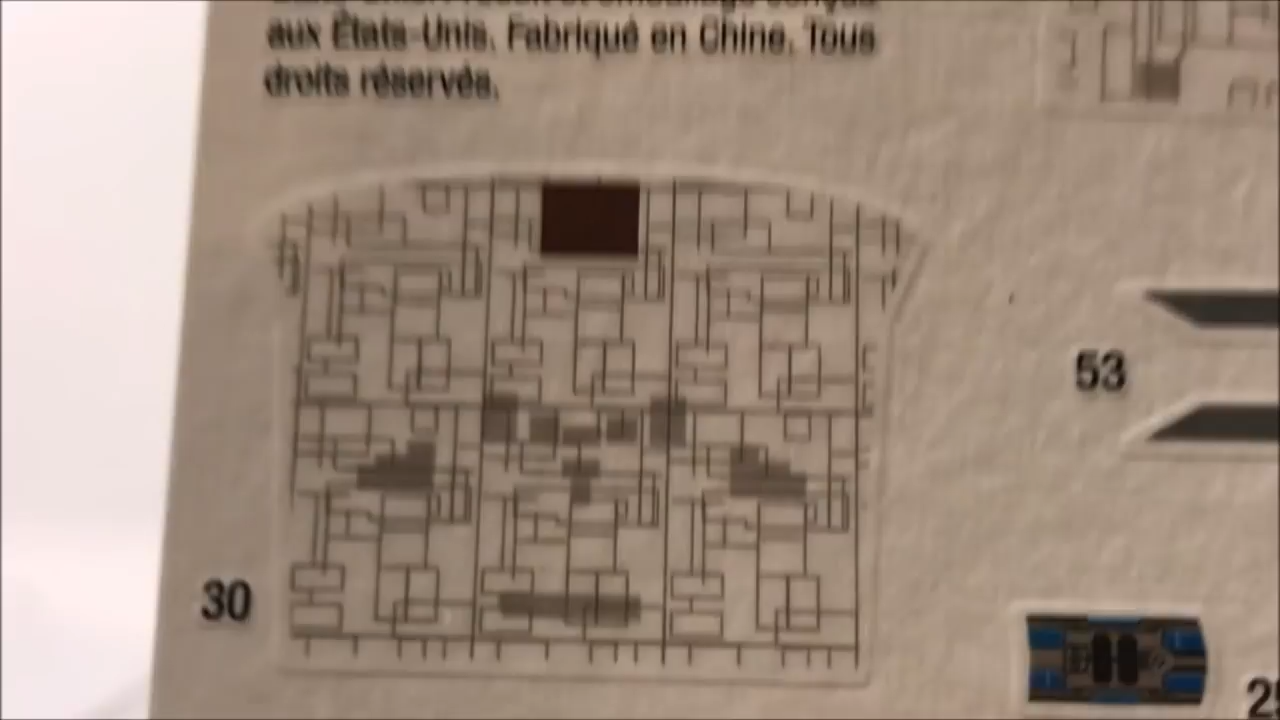 aux États-Unis. Fabriqué en Chine. Tous
droits réservés.
53
30